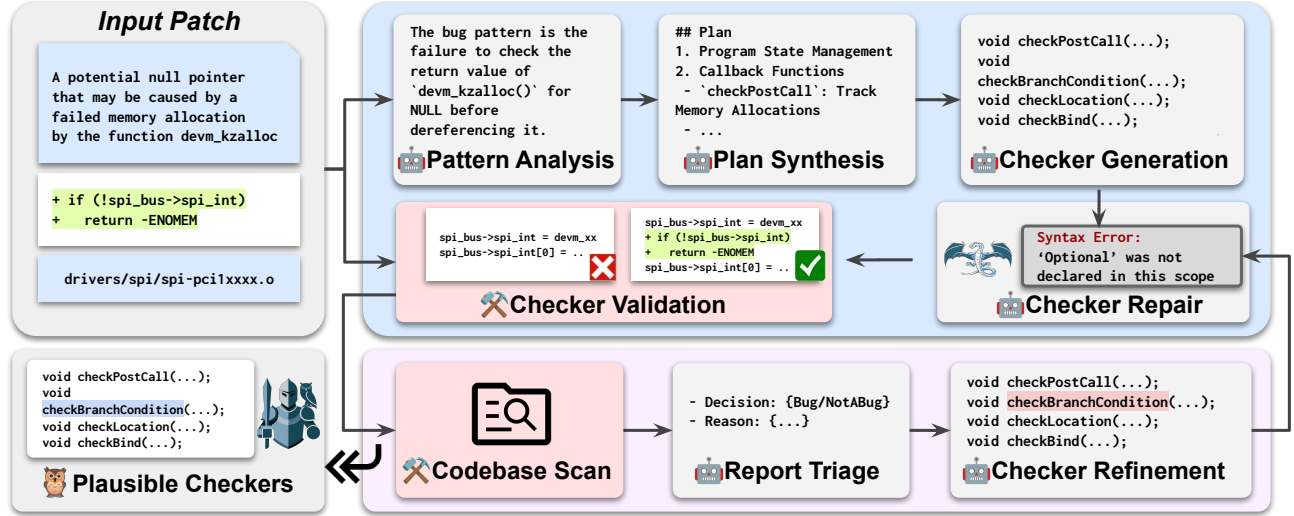 Input Patch
A potential null pointer
that may be caused by a
failed memory allocation
by the function devm_kzalloc
+ if (!spi_bus->spi_int)
+   return -ENOMEM
drivers/spi/spi-pci1xxxx.o
The bug pattern is the
failure to check the
return value of
`devm_kzalloc()` for
NULL before
dereferencing it.
Pattern Analysis
## Plan
1. Program State Management
2. Callback Functions
- `checkPostCall`: Track
Memory Allocations
- ...
Plan Synthesis
void checkPostCall(...);
void
checkBranchCondition(...);
void checkLocation(...);
void checkBind(...);
Checker Generation
spi_bus->spi_int = devm_xx
spi_bus->spi_int[0] = ..
spi_bus->spi_int = devm_xx
+ if (!spi_bus->spi_int)
+   return -ENOMEM
spi_bus->spi_int[0] = ..
Checker Validation
Syntax Error:
‘Optional’ was not
declared in this scope
Checker Repair
void checkPostCall(...);
void
checkBranchCondition(...);
void checkLocation(...);
void checkBind(...);
Plausible Checkers
Codebase Scan
- Decision: {Bug/NotABug}
- Reason: {...}
Report Triage
void checkPostCall(...);
void checkBranchCondition(...);
void checkLocation(...);
void checkBind(...);
Checker Refinement